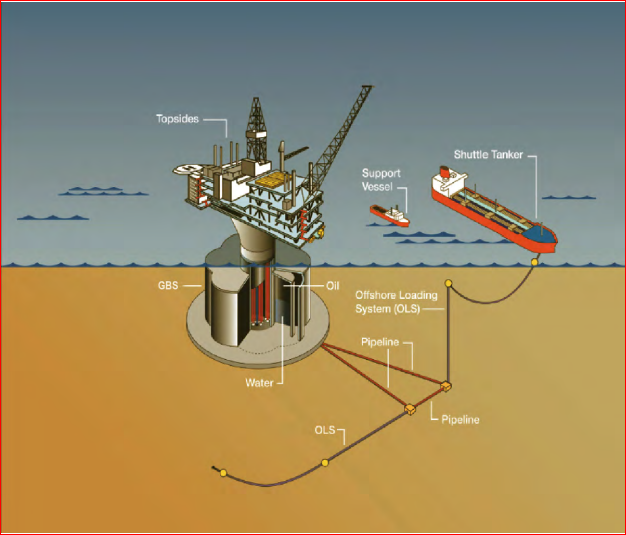 Topsides
Shuttle Tanker
Support
Vessel
GBS
Oil
Offshore Loading
System (OLS)
Pipeline
Water
Pipeline
OLS